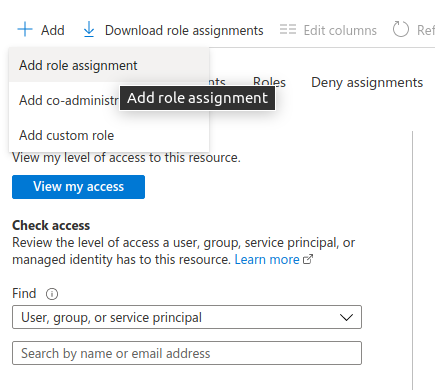 + Add Download role assignments Edit columns Ref
Add role assignment
nts Roles Deny assignments
Add co-administr
Add role assignment
Add custom role
View my level of access to this resource.
View my access
Check access
Review the level of access a user, group, service principal, or
managed identity has to this resource. Learn more
Find
User, group, or service principal
Search by name or email address